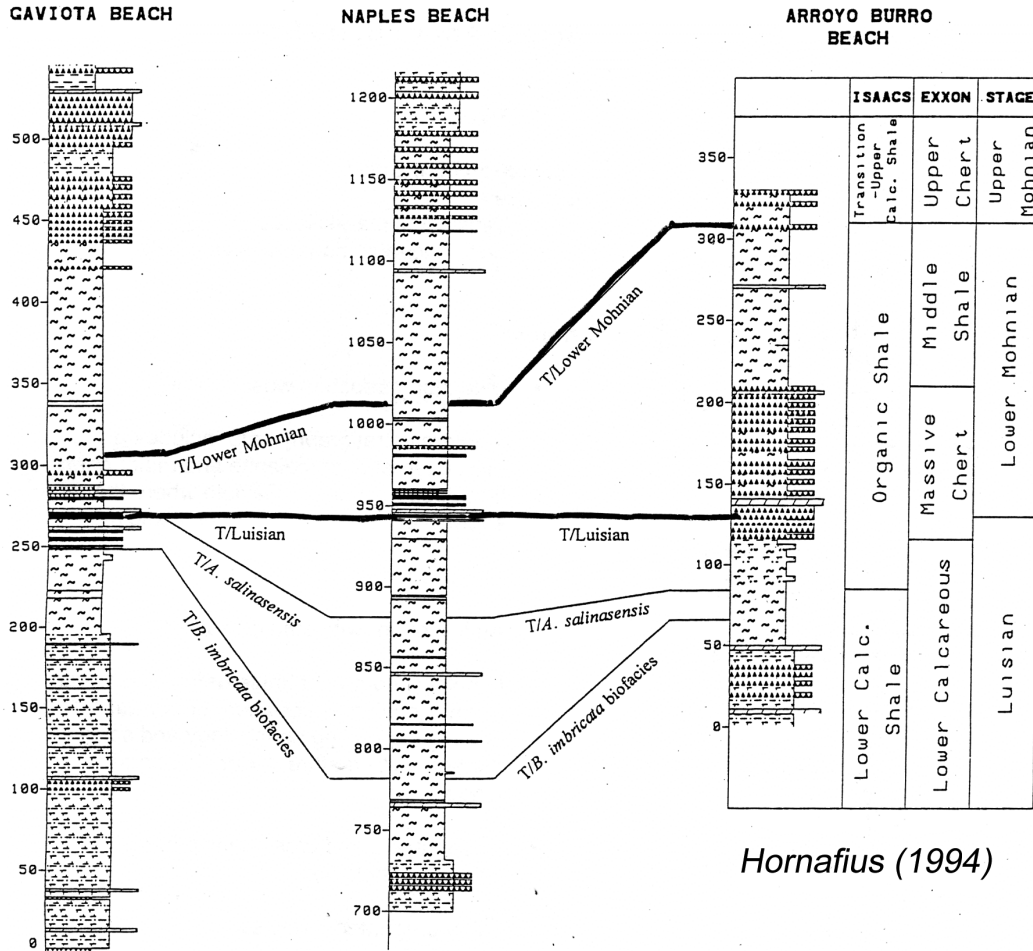 GAVIOTA BEACH
NAPLES BEACH
ARROYO BURRO
BEACH
500-
450-
400-
350-
300-
250-
200-
150-
100-
50-
0
1200-
1150-
1100-
1050-
1000-
950-
900-
850-
800-
750-
700-
350-
300-
250-
200-
150-
100-
50-
0-
T/Lower Mohnian
T/Lower Mohnian
T/Luisian
T/Luisian
T/A. salinasensis
T/A. salinasensis
T/B. imbricata biofacies
T/B. imbricata biofacies
ISAACS EXXON STAGE
Transition
-Upper
Calc. Shale
Organic Shale
Lower Calc.
Shale
Upper
Chert
Middle
Shale
Massive
Chert
Lower Calcareous
Upper
Mohnian
Lower Mohnian
Luisian
Hornafius (1994)